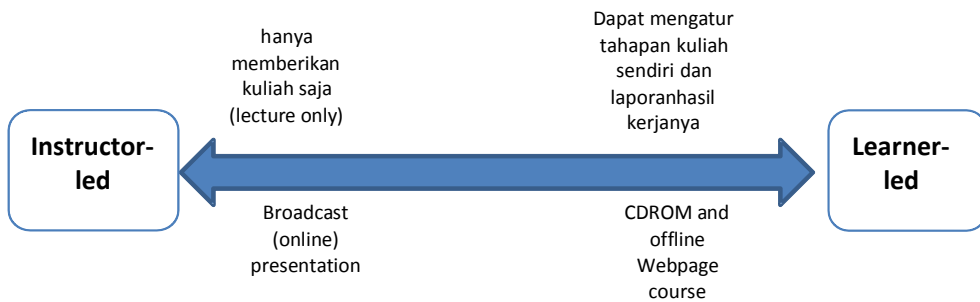 hanya
memberikan
kuliah saja
(lecture only)
Dapat mengatur
tahapan kuliah
sendiri dan
laporanhasil
kerjanya
Instructor-
led
Learner-
led
Broadcast
(online)
presentation
CDROM and
offline
Webpage
course